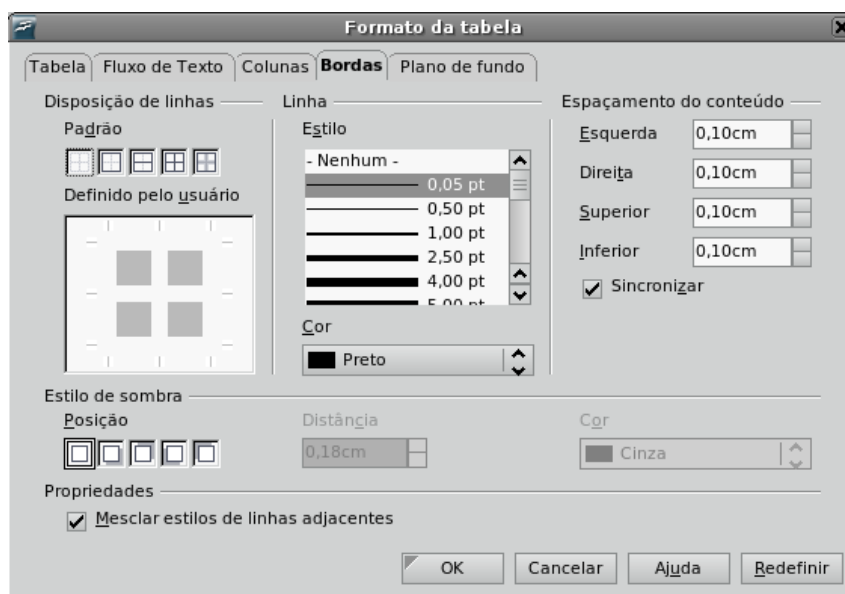 Formato da tabela
Tabela Fluxo de Texto Colunas Bordas Plano de fundo
Disposição de linhas
Padrão
Definido pelo usuário
Linha
Estilo
- Nenhum -
0,05 pt
0,50 pt
1,00 pt
2,50 pt
4,00 pt
5,00 pt
Cor
Preto
Espaçamento do conteúdo
Esquerda 0,10cm
Direita 0,10cm
Superior 0,10cm
Inferior 0,10cm
Sincronizar
Estilo de sombra
Posição
Distância
0,18cm
Cor
Cinza
Propriedades
Mesclar estilos de linhas adjacentes
OK Cancelar Ajuda Redefinir